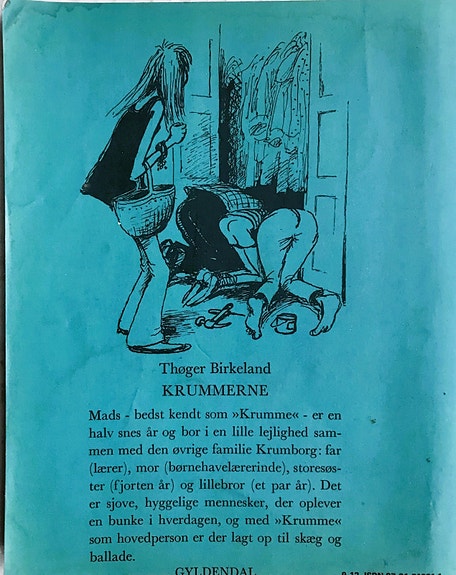 Thøger Birkeland
KRUMMERNE
Mads - bedst kendt som »Krumme« - er en
halv snes år og bor i en lille lejlighed sam-
men med den øvrige familie Krumborg: far
(lærer), mor (børnehavelærerinde), storesøs-
ter (fjorten år) og lillebror (et par år). Det
er sjove, hyggelige mennesker, der oplever
en bunke i hverdagen, og med »Krumme«
som hovedperson er der lagt op til skæg og
ballade.
GYLDENDAL